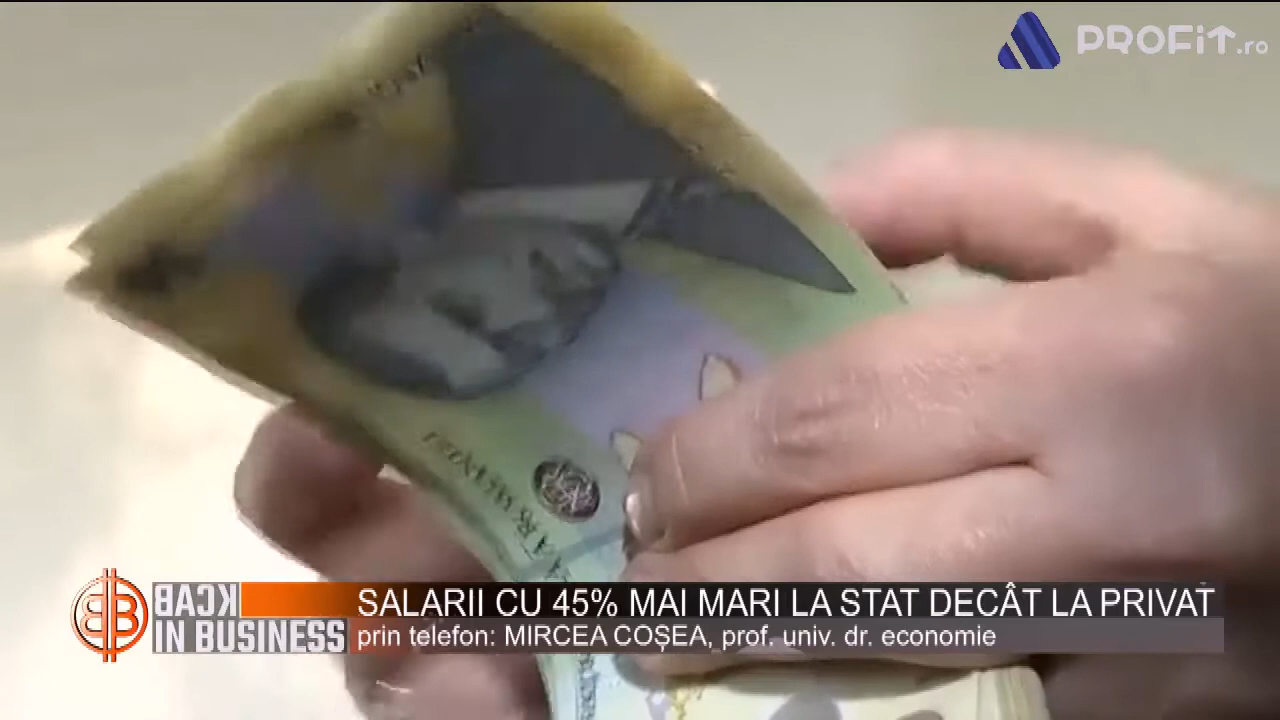 PROFIT.ro
SALARII CU 45% MAI MARI LA STAT DECÂT LA PRIVAT
BACK
IN BUSINESS
prin telefon: MIRCEA COȘEA, prof. univ. dr. economie